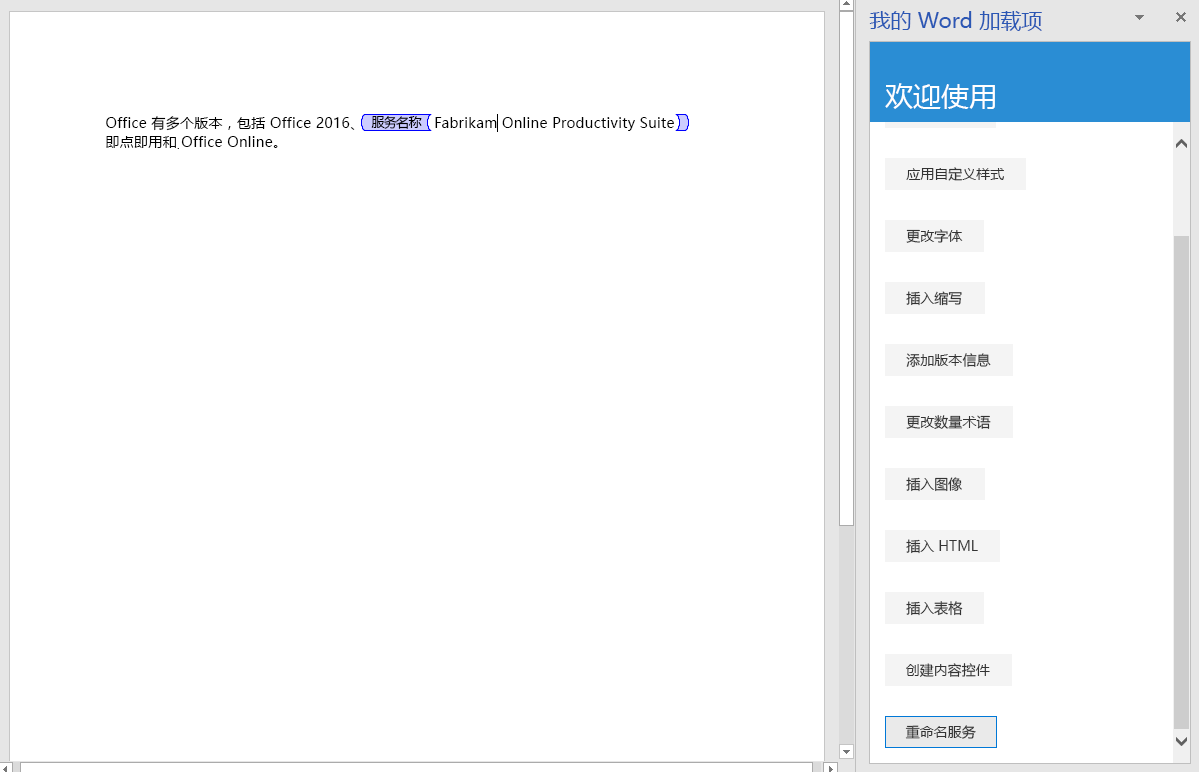 Office 有多个版本，包括 Office 2016、 服务名称 Fabrikam Online Productivity Suite
即点即用和 Office Online。
我的 Word 加载项
欢迎使用
应用自定义样式
更改字体
插入缩写
添加版本信息
更改数量术语
插入图像
插入 HTML
插入表格
创建内容控件
重命名服务